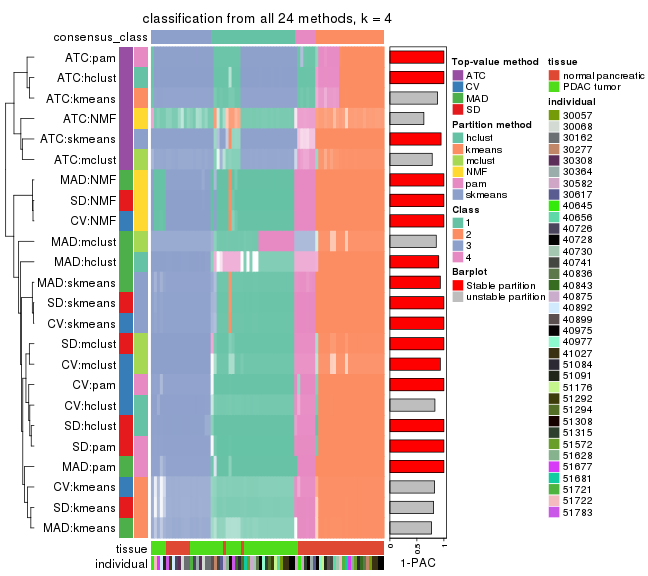 classification from all 24 methods, k = 4
consensus_class
ATC:pam
ATC:hclust
ATC:kmeans
ATC:NMF
ATC:skmeans
ATC:mclust
MAD:NMF
SD:NMF
CV:NMF
MAD:mclust
MAD:hclust
MAD:skmeans
SD:skmeans
CV:skmeans
SD:mclust
CV:mclust
CV:pam
CV:hclust
SD:hclust
SD:pam
MAD:pam
CV:kmeans
SD:kmeans
MAD:kmeans
tissue
individual
0
0.5
1
1-PAC
Top-value method
ATC
CV
MAD
SD
Partition method
hclust
kmeans
mclust
NMF
pam
skmeans
Class
1
2
3
4
Barplot
Stable partition
unstable partition
tissue
normal pancreatic
PDAC tumor
individual
30057
30068
30162
30277
30308
30364
30582
30617
40645
40656
40726
40728
40730
40741
40836
40843
40875
40892
40899
40975
40977
41027
51084
51091
51176
51292
51294
51308
51315
51572
51628
51677
51681
51721
51722
51783